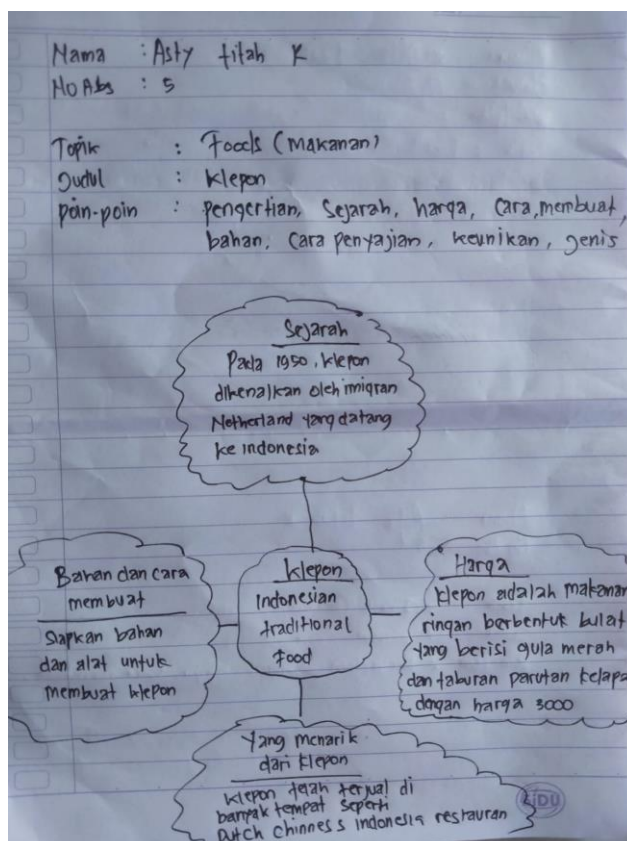 Nama : Asty titah K
No Abs : 5
Topik : Foods (Makanan)
Judul : Klepon
poin-poin : pengertian, Sejarah, harga, Cara, membuat,
bahan, Cara penyajian, keunikan, jenis
Sejarah
Pada 1950, klepon
dikenalkan oleh imigran
Netherland yang datang
ke indonesia
Bahan dan cara
membuat
Siapkan bahan
dan alat untuk
membuat klepon
Klepon
Indonesian
traditional
Food
Harga
klepon adalah makanan
ringan berbentuk bulat
yang berisi gula merah
dan taburan parutan kelapa
dengan harga 3000
Yang menarik
dari klepon
klepon telah terjual di
banyak tempat seperti
Dutch chinness indonesia restauran
SiDU